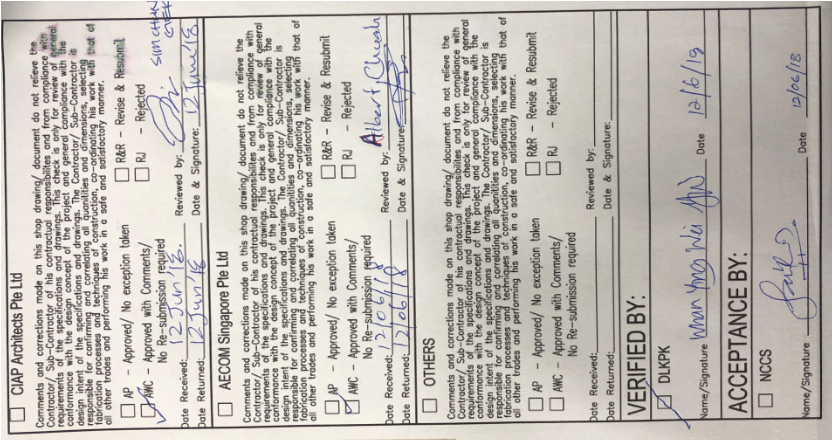 CIAP Architects Pte Ltd
Comments and corrections made on this shop drawing/ document do not relieve the
Contractor/ Sub-Contractor of his contractual responsibilites and from compliance with
requirements of the specifications and drawings. This check is only for review of general
conformance with the design concept of the project and general compliance with the
design intent of the specifications and drawings. The Contractor/ Sub-Contractor is
responsible for confirming and correlating all quantities and dimensions, selecting
fabrication processes and techniques of construction, co-ordinating his work with that of
all other trades and performing his work in a safe and satisfactory manner.
AP - Approved/ No exception taken
R&R - Revise & Resubmit
AWC - Approved with Comments/
No Re-submission required
RJ - Rejected
SIM CHUN
Date Received: 12 Jun'18.
Reviewed by:
Date Returned: 12 Jun'18
Date & Signature: 12 June'18
AECOM Singapore Pte Ltd
Comments and corrections made on this shop drawing/ document do not relieve the
Contractor/ Sub-Contractor of his contractual responsibilites and from compliance with
requirements of the specifications and drawings. This check is only for review of general
conformance with the design concept of the project and general compliance with the
design intent of the specifications and drawings. The Contractor/ Sub-Contractor is
responsible for confirming and correlating all quantities and dimensions, selecting
fabrication processes and techniques of construction, co-ordinating his work with that of
all other trades and performing his work in a safe and satisfactory manner.
AP - Approved/ No exception taken
R&R - Revise & Resubmit
AWC - Approved with Comments/
No Re-submission required
RJ - Rejected
Date Received: 12/06/18
Reviewed by: Albert Chuah
Date Returned: 12/06/18
Date & Signature:
OTHERS
Comments and corrections made on this shop drawing/ document do not relieve the
Contractor/ Sub-Contractor of his contractual responsibilites and from compliance with
requirements of the specifications and drawings. This check is only for review of general
conformance with the design concept of the project and general compliance with the
design intent of the specifications and drawings. The Contractor/ Sub-Contractor is
responsible for confirming and correlating all quantities and dimensions, selecting
fabrication processes and techniques of construction, co-ordinating his work with that of
all other trades and performing his work in a safe and satisfactory manner.
AP - Approved/ No exception taken
R&R - Revise & Resubmit
AWC - Approved with Comments/
No Re-submission required
RJ - Rejected
Date Received:
Reviewed by:
Date Returned:
Date & Signature:
VERIFIED BY:
DLKPK
Name/Signature
Date 12/6/18
ACCEPTANCE BY:
NCCS
Name/Signature
Date 12/06/18